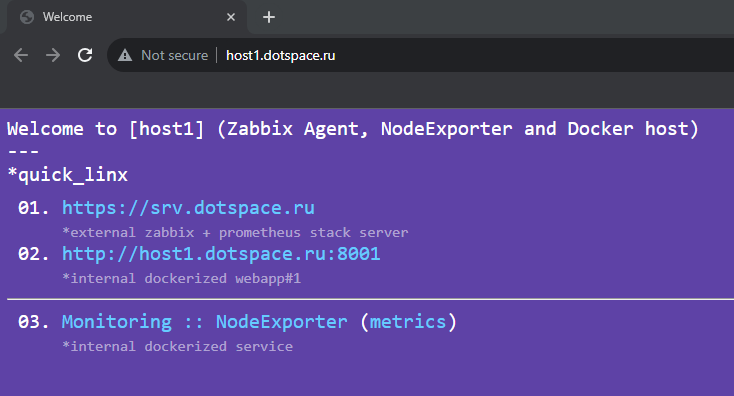 Welcome
Not secure | host1.dotspace.ru
Welcome to [host1] (Zabbix Agent, NodeExporter and Docker host)
---
*quick_linx
01. https://srv.dotspace.ru
*external zabbix + prometheus stack server
02. http://host1.dotspace.ru:8001
*internal dockerized webapp#1
03. Monitoring :: NodeExporter (metrics)
*internal dockerized service